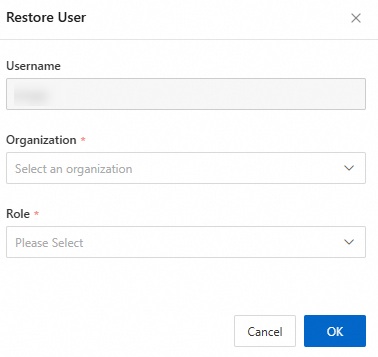 Restore User
Username
Organization *
Select an organization
Role *
Please Select
Cancel
OK